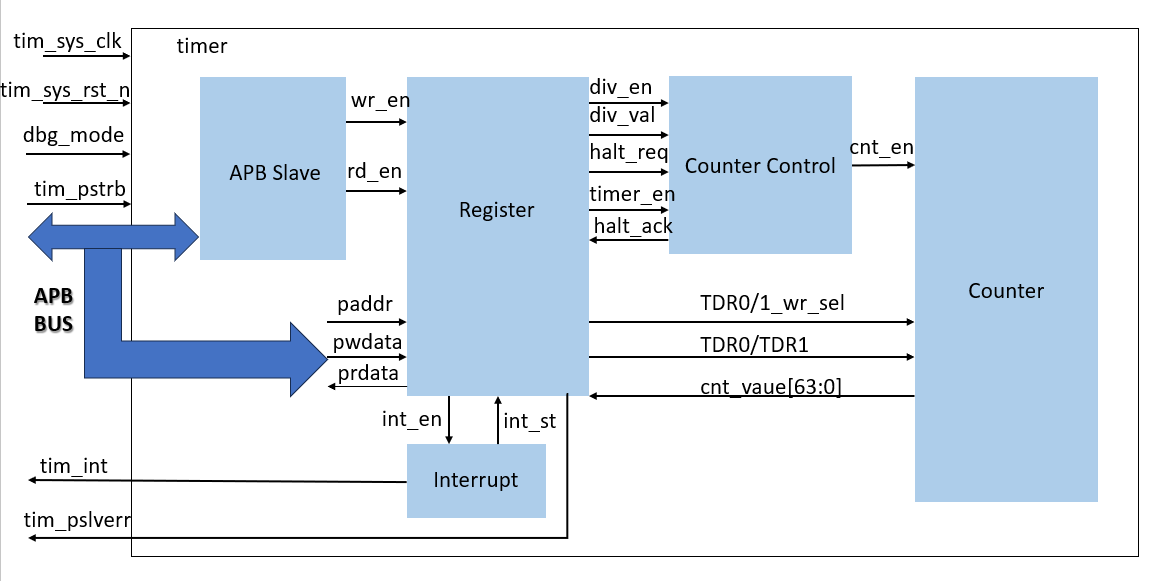 tim_sys_clk
timer
tim_sys_rst_n
dbg_mode
tim_pstrb
APB
BUS
APB Slave
wr_en
rd_en
Register
div_en
div_val
halt_req
timer_en
halt_ack
Counter Control
cnt_en
Counter
paddr
pwdata
prdata
TDR0/1_wr_sel
TDR0/TDR1
cnt_vaue[63:0]
int_en
int_st
Interrupt
tim_int
tim_pslverr